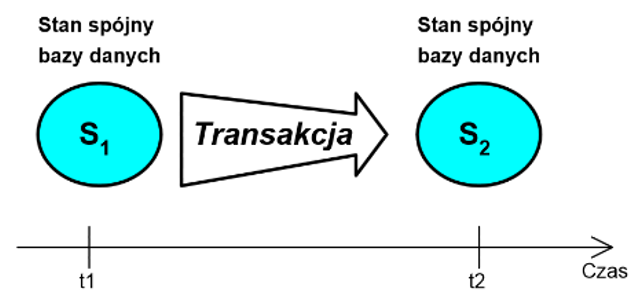 Stan spójny
bazy danych
Stan spójny
bazy danych
S1
Transakcja
S2
t1
t2
Czas